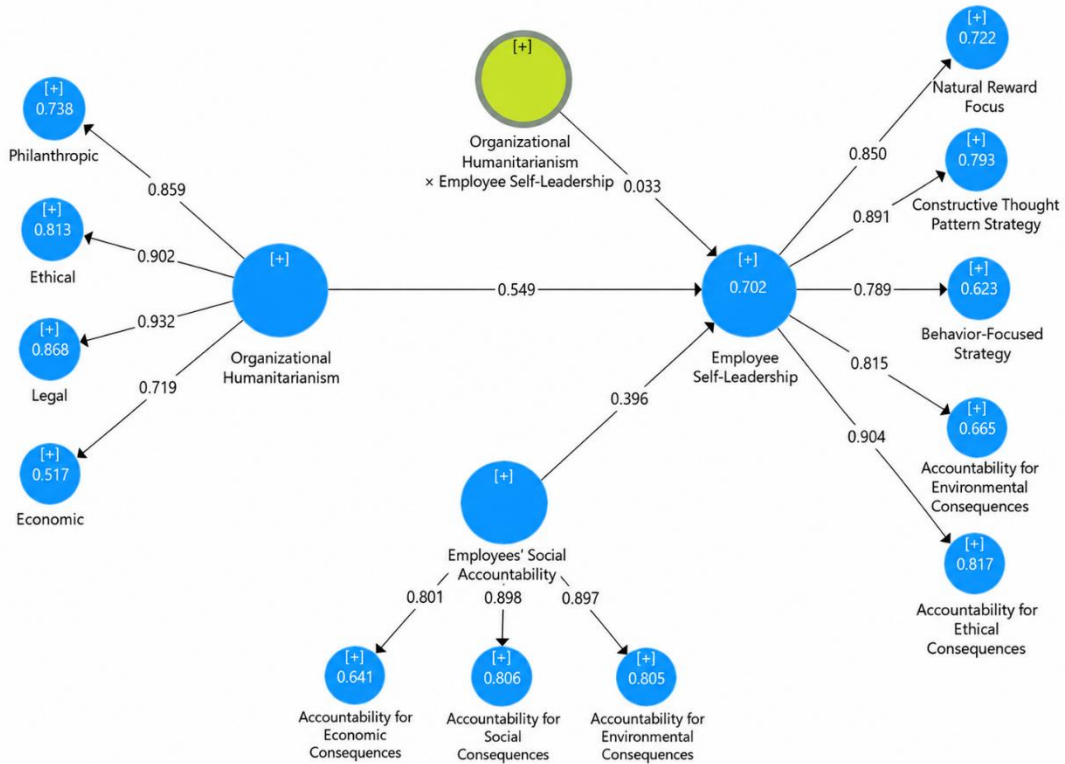 [+]
0.738
Philanthropic
[+]
0.813
Ethical
[+]
0.868
Legal
[+]
0.517
Economic
0.859
0.902
0.932
0.719
[+]
Organizational
Humanitarianism
[+]
Organizational
Humanitarianism
× Employee Self-Leadership
0.033
0.549
0.396
[+]
0.702
Employee
Self-Leadership
[+]
Employees' Social
Accountability
0.801
0.898
0.897
[+]
0.641
Accountability for
Economic
Consequences
[+]
0.806
Accountability for
Social
Consequences
[+]
0.805
Accountability for
Environmental
Consequences
0.850
0.891
0.789
0.815
0.904
[+]
0.722
Natural Reward
Focus
[+]
0.793
Constructive Thought
Pattern Strategy
[+]
0.623
Behavior-Focused
Strategy
[+]
0.665
Accountability for
Environmental
Consequences
[+]
0.817
Accountability for
Ethical
Consequences